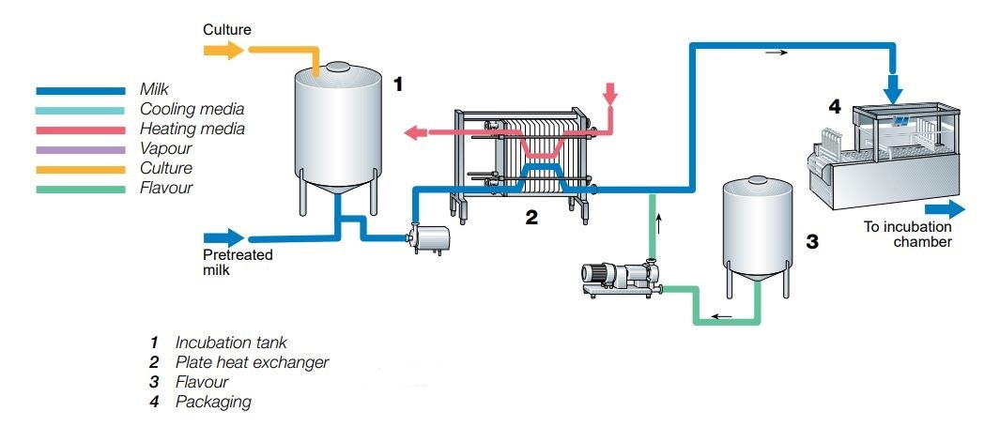 Culture
1
4
Milk
Cooling media
Heating media
Vapour
Culture
Flavour
2
3
To incubation
chamber
Pretreated
milk
1 Incubation tank
2 Plate heat exchanger
3 Flavour
4 Packaging